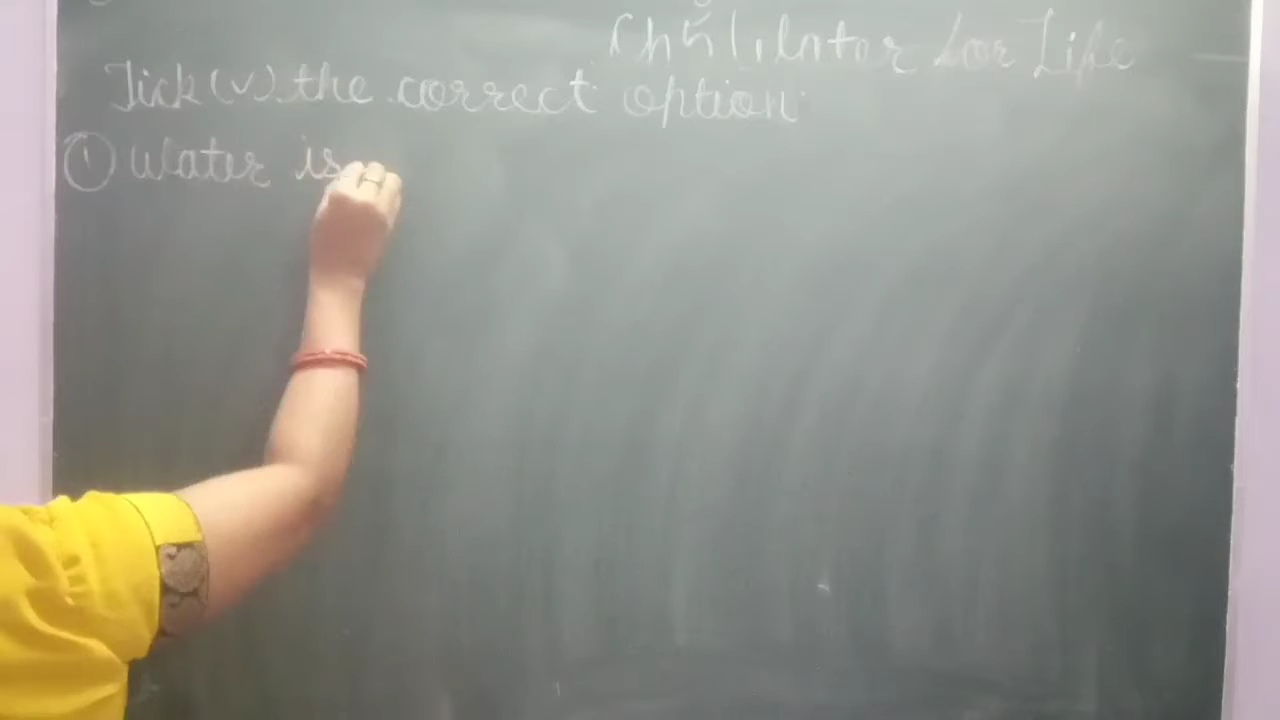 Ch 5 Water for Life
Tick (✓) the correct option
① Water is